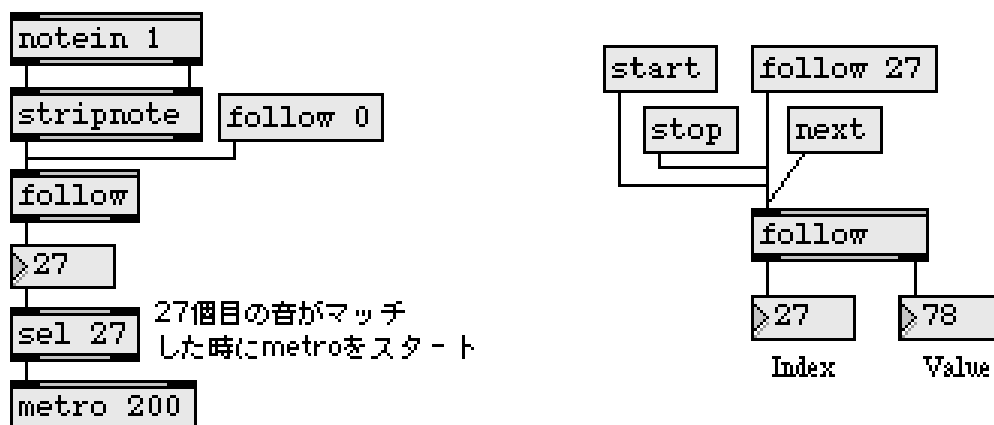 notein 1
stripnote
follow 0
follow
27
sel 27
27個目の音がマッチ
した時にmetroをスタート
metro 200
start
follow 27
stop
next
follow
27
78
Index
Value